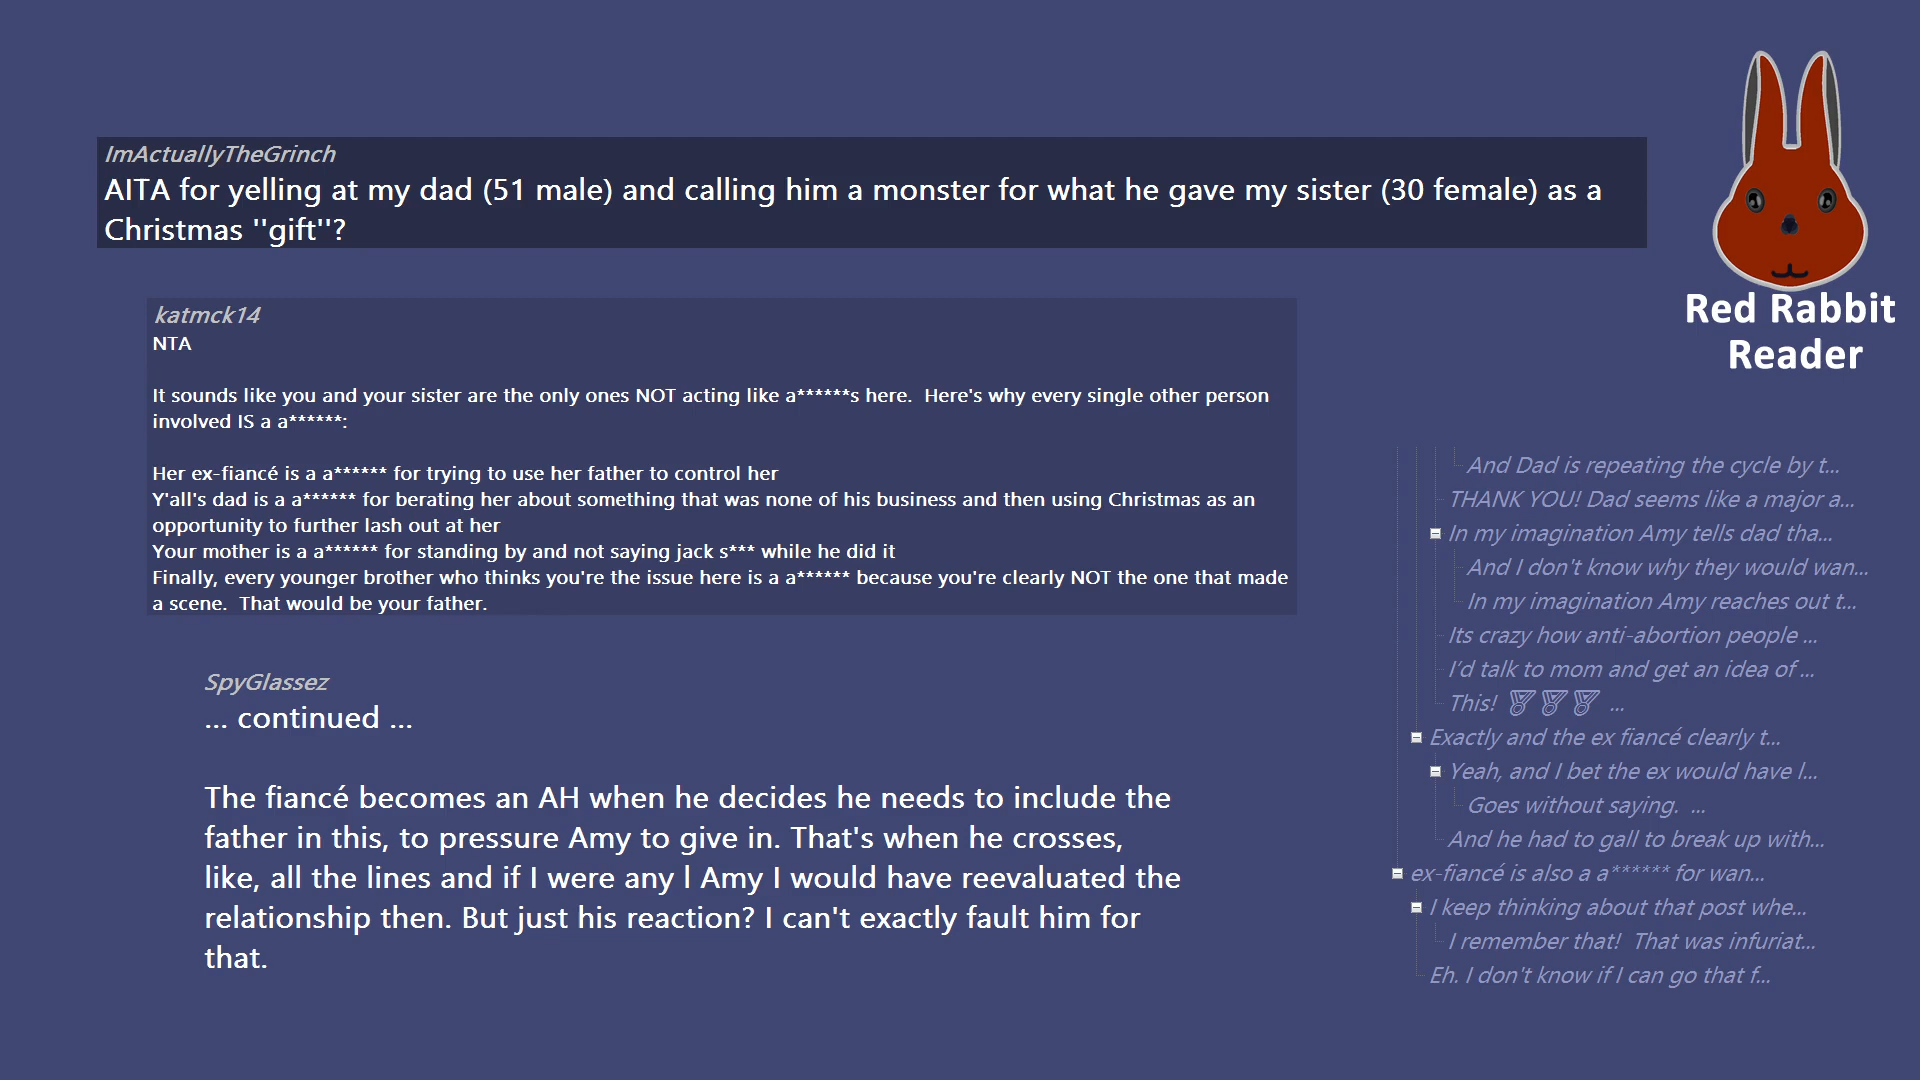 ImActuallyTheGrinch
AITA for yelling at my dad (51 male) and calling him a monster for what he gave my sister (30 female) as a
Christmas ''gift''?
Red Rabbit
Reader
katmck14
NTA
It sounds like you and your sister are the only ones NOT acting like a******s here.  Here's why every single other person
involved IS a a******:
Her ex-fiancé is a a****** for trying to use her father to control her
Y'all's dad is a a****** for berating her about something that was none of his business and then using Christmas as an
opportunity to further lash out at her
Your mother is a a****** for standing by and not saying jack s*** while he did it
Finally, every younger brother who thinks you're the issue here is a a****** because you're clearly NOT the one that made
a scene.  That would be your father.
SpyGlassez
... continued ...
The fiancé becomes an AH when he decides he needs to include the
father in this, to pressure Amy to give in. That's when he crosses,
like, all the lines and if I were any l Amy I would have reevaluated the
relationship then. But just his reaction? I can't exactly fault him for
that.
And Dad is repeating the cycle by t...
THANK YOU! Dad seems like a major a...
In my imagination Amy tells dad tha...
And I don't know why they would wan...
In my imagination Amy reaches out t...
Its crazy how anti-abortion people ...
I'd talk to mom and get an idea of ...
This! 🏅🏅🏅 ...
Exactly and the ex fiancé clearly t...
Yeah, and I bet the ex would have l...
Goes without saying.  ...
And he had to gall to break up with...
ex-fiancé is also a a****** for wan...
I keep thinking about that post whe...
I remember that!  That was infuriat...
Eh. I don't know if I can go that f...